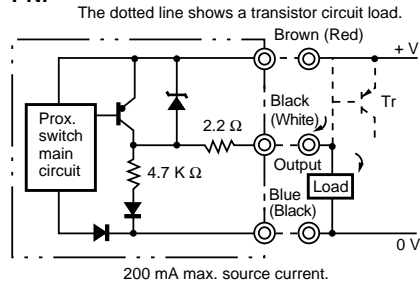 PNP
The dotted line shows a transistor circuit load.
Brown (Red)
+ V
Tr
Black
(White)
Prox.
switch
main
circuit
2.2 Ω
4.7 K Ω
Output
Load
Blue
(Black)
0 V
200 mA max. source current.